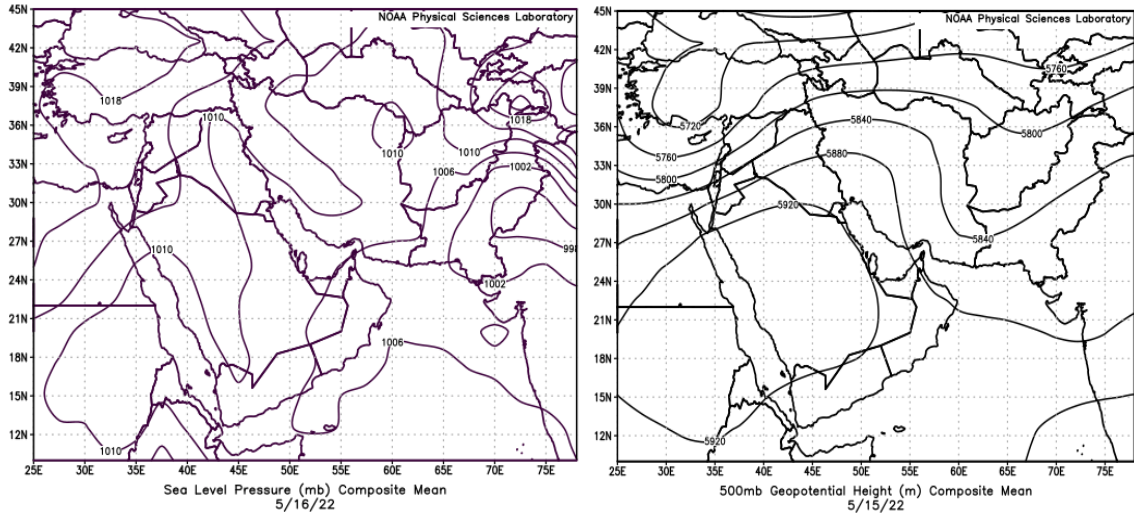 NOAA Physical Sciences Laboratory
45N
42N
39N
36N
33N
30N
27N
24N
21N
18N
15N
12N
1018
1010
1018
1010
1010
1006
1002
1010
998
1002
1006
1010
25E 30E 35E 40E 45E 50E 55E 60E 65E 70E 75E
Sea Level Pressure (mb) Composite Mean
5/16/22
NOAA Physical Sciences Laboratory
45N
42N
39N
36N
33N
30N
27N
24N
21N
18N
15N
12N
5760
5720
5840
5800
5760
5880
5800
5920
5840
5920
25E 30E 35E 40E 45E 50E 55E 60E 65E 70E 75E
500mb Geopotential Height (m) Composite Mean
5/15/22